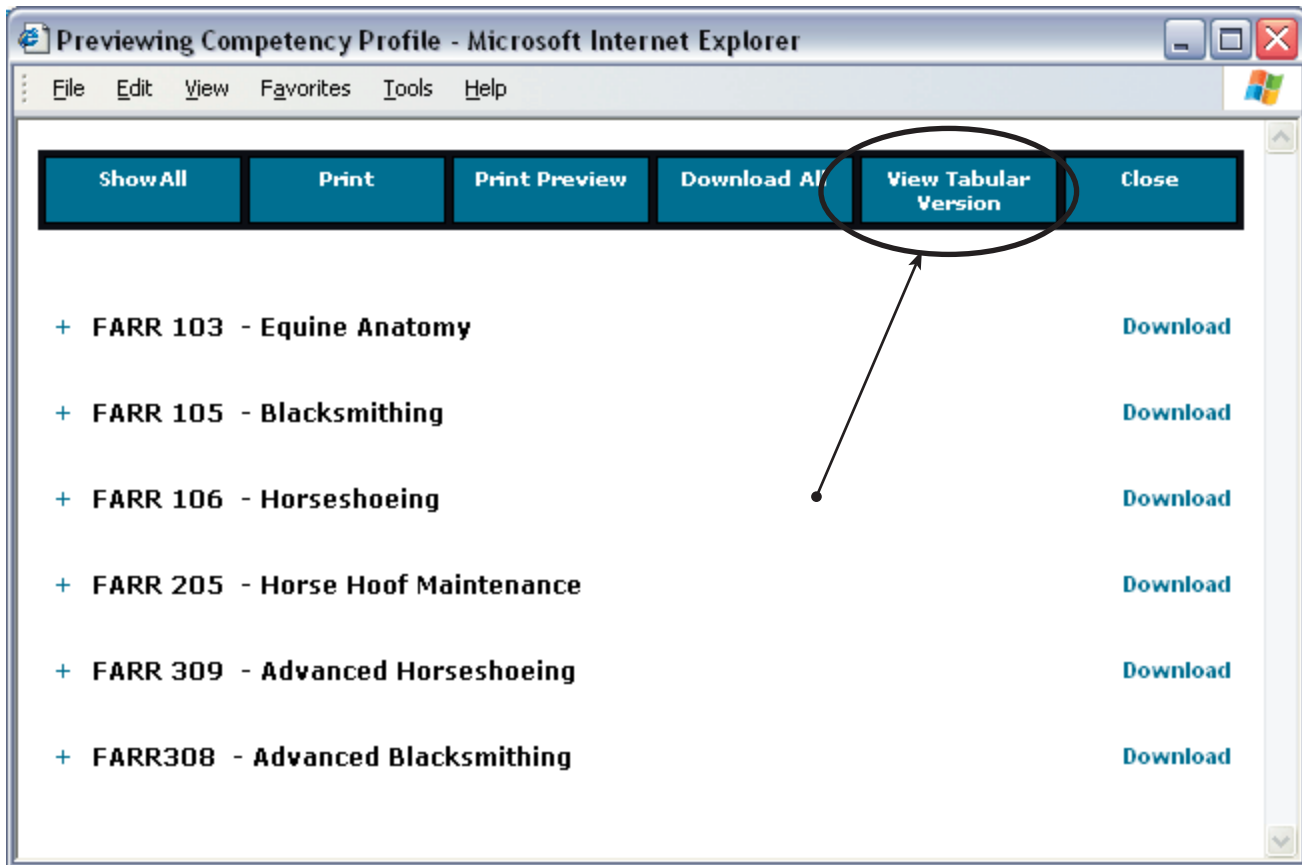 Previewing Competency Profile - Microsoft Internet Explorer
File Edit View Favorites Tools Help
Show All Print Print Preview Download All View Tabular Version Close
+ FARR 103 - Equine Anatomy Download
+ FARR 105 - Blacksmithing Download
+ FARR 106 - Horseshoeing Download
+ FARR 205 - Horse Hoof Maintenance Download
+ FARR 309 - Advanced Horseshoeing Download
+ FARR308 - Advanced Blacksmithing Download